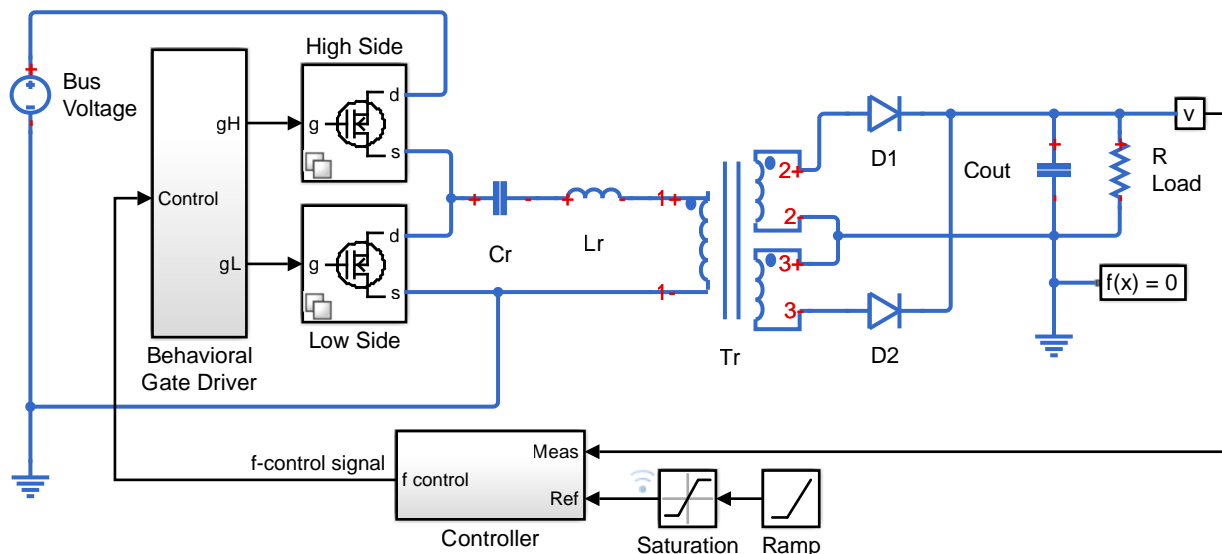 High Side
Bus
Voltage
+
+
-
-
gH
g
d
s
Control
gL
g
d
s
Low Side
Behavioral
Gate Driver
+
-
Cr
+
-
Lr
1+
1-
2+
2-
3+
3-
Tr
D1
D2
Cout
+
-
R
Load
+
-
v
f(x) = 0
f-control signal
f control
Meas
Ref
Controller
Saturation
Ramp